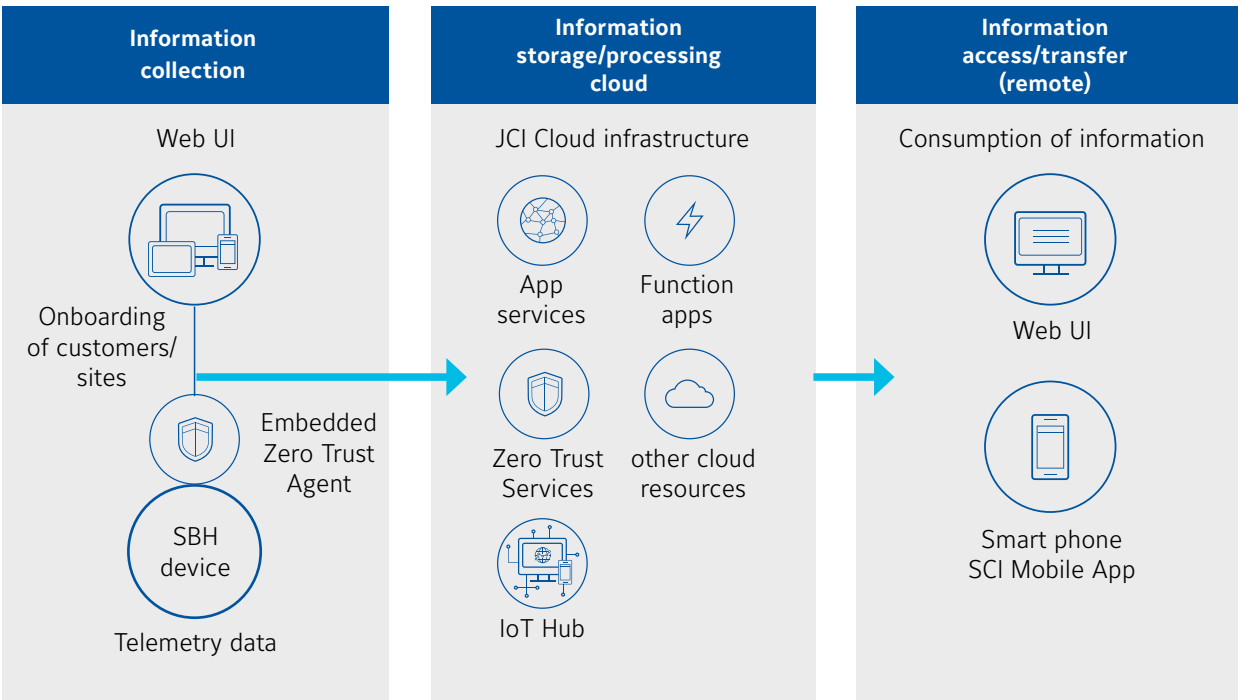 Information
collection
Web UI
Onboarding
of customers/
sites
Embedded
Zero Trust
Agent
SBH
device
Telemetry data
Information
storage/processing
cloud
JCI Cloud infrastructure
App
services
Function
apps
Zero Trust
Services
other cloud
resources
IoT Hub
Information
access/transfer
(remote)
Consumption of information
Web UI
Smart phone
SCI Mobile App